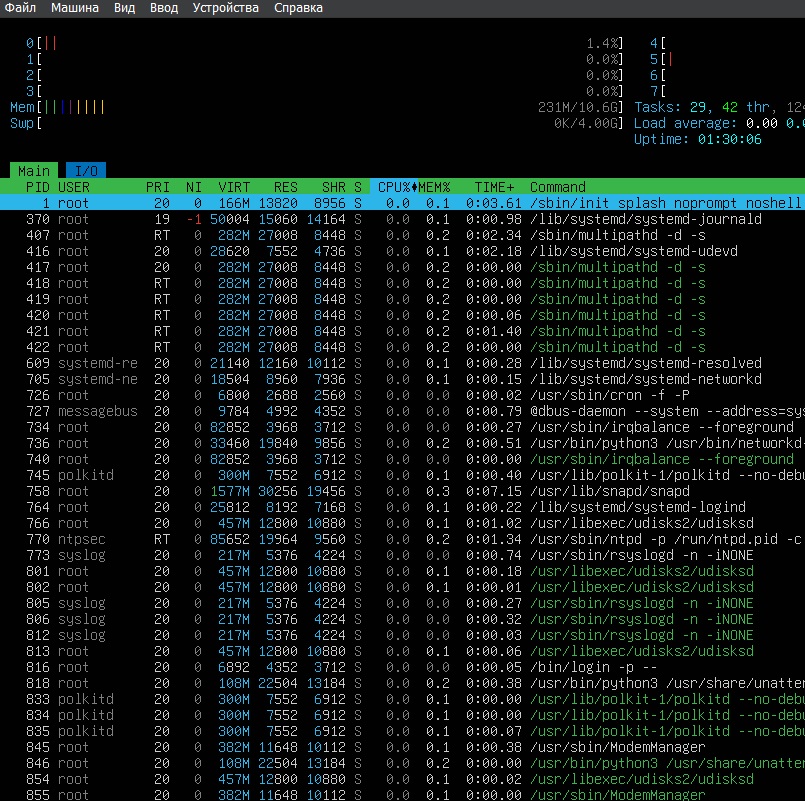 Файл Машина Вид Ввод Устройства Справка
0[|| 1.4%] 4[
1[ 0.0%] 5[|
2[ 0.0%] 6[
3[ 0.0%] 7[
Mem[|||||||| 231M/10.6G] Tasks: 29, 42 thr, 124
Swp[ 0K/4.00G] Load average: 0.00 0.0
Uptime: 01:30:06
Main I/O
PID USER PRI NI VIRT RES SHR S CPU% MEM% TIME+ Command
1 root 20 0 166M 13820 8956 S 0.0 0.1 0:03.61 /sbin/init splash noprompt noshell
370 root 19 -1 50004 15060 14164 S 0.0 0.1 0:00.98 /lib/systemd/systemd-journald
407 root RT 0 282M 27008 8448 S 0.0 0.2 0:02.34 /sbin/multipathd -d -s
416 root 20 0 28620 7552 4736 S 0.0 0.1 0:02.18 /lib/systemd/systemd-udevd
417 root 20 0 282M 27008 8448 S 0.0 0.2 0:00.00 /sbin/multipathd -d -s
418 root RT 0 282M 27008 8448 S 0.0 0.2 0:00.00 /sbin/multipathd -d -s
419 root RT 0 282M 27008 8448 S 0.0 0.2 0:00.00 /sbin/multipathd -d -s
420 root RT 0 282M 27008 8448 S 0.0 0.2 0:00.06 /sbin/multipathd -d -s
421 root RT 0 282M 27008 8448 S 0.0 0.2 0:01.40 /sbin/multipathd -d -s
422 root RT 0 282M 27008 8448 S 0.0 0.2 0:00.00 /sbin/multipathd -d -s
609 systemd-re 20 0 21140 12160 10112 S 0.0 0.1 0:00.28 /lib/systemd/systemd-resolved
705 systemd-ne 20 0 18504 8960 7936 S 0.0 0.1 0:00.15 /lib/systemd/systemd-networkd
726 root 20 0 6800 2688 2560 S 0.0 0.0 0:00.02 /usr/sbin/cron -f -P
727 messagebus 20 0 9784 4992 4352 S 0.0 0.0 0:00.79 @dbus-daemon --system --address=sys
734 root 20 0 82852 3968 3712 S 0.0 0.0 0:00.27 /usr/sbin/irqbalance --foreground
736 root 20 0 33460 19840 9856 S 0.0 0.2 0:00.51 /usr/bin/python3 /usr/bin/networkd-
740 root 20 0 82852 3968 3712 S 0.0 0.0 0:00.00 /usr/sbin/irqbalance --foreground
745 polkitd 20 0 300M 7552 6912 S 0.0 0.1 0:00.40 /usr/lib/polkit-1/polkitd --no-debu
758 root 20 0 1577M 30256 19456 S 0.0 0.3 0:07.15 /usr/lib/snapd/snapd
764 root 20 0 25812 8192 7168 S 0.0 0.1 0:00.22 /lib/systemd/systemd-logind
766 root 20 0 457M 12800 10880 S 0.0 0.1 0:01.02 /usr/libexec/udisks2/udisksd
770 ntpsec RT 0 85652 19964 9560 S 0.0 0.2 0:01.34 /usr/sbin/ntpd -p /run/ntpd.pid -c
773 syslog 20 0 217M 5376 4224 S 0.0 0.0 0:00.74 /usr/sbin/rsyslogd -n -iNONE
801 root 20 0 457M 12800 10880 S 0.0 0.1 0:00.18 /usr/libexec/udisks2/udisksd
802 root 20 0 457M 12800 10880 S 0.0 0.1 0:00.01 /usr/libexec/udisks2/udisksd
805 syslog 20 0 217M 5376 4224 S 0.0 0.0 0:00.27 /usr/sbin/rsyslogd -n -iNONE
806 syslog 20 0 217M 5376 4224 S 0.0 0.0 0:00.32 /usr/sbin/rsyslogd -n -iNONE
812 syslog 20 0 217M 5376 4224 S 0.0 0.0 0:00.03 /usr/sbin/rsyslogd -n -iNONE
813 root 20 0 457M 12800 10880 S 0.0 0.1 0:00.06 /usr/libexec/udisks2/udisksd
816 root 20 0 6892 4352 3712 S 0.0 0.0 0:00.05 /bin/login -p --
818 root 20 0 108M 22504 13184 S 0.0 0.2 0:00.38 /usr/bin/python3 /usr/share/unatten
833 polkitd 20 0 300M 7552 6912 S 0.0 0.1 0:00.00 /usr/lib/polkit-1/polkitd --no-debu
834 polkitd 20 0 300M 7552 6912 S 0.0 0.1 0:00.00 /usr/lib/polkit-1/polkitd --no-debu
835 polkitd 20 0 300M 7552 6912 S 0.0 0.1 0:00.07 /usr/lib/polkit-1/polkitd --no-debu
845 root 20 0 382M 11648 10112 S 0.0 0.1 0:00.38 /usr/sbin/ModemManager
846 root 20 0 108M 22504 13184 S 0.0 0.2 0:00.00 /usr/bin/python3 /usr/share/unatten
854 root 20 0 457M 12800 10880 S 0.0 0.1 0:00.02 /usr/libexec/udisks2/udisksd
855 root 20 0 382M 11648 10112 S 0.0 0.1 0:00.00 /usr/sbin/ModemManager